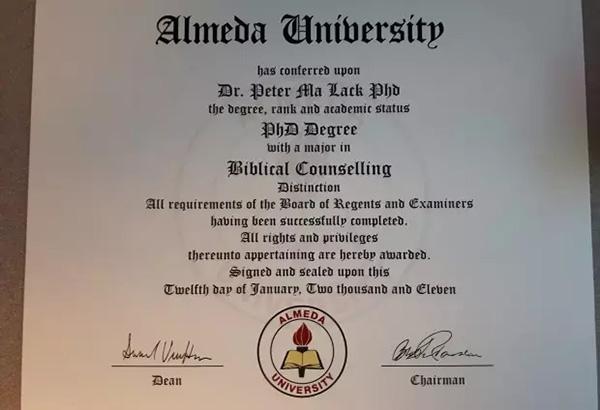 Almeda University
has conferred upon
Dr. Peter Ma Lack Phd
the degree, rank and academic status
PhD Degree
with a major in
Biblical Counselling
Distinction
All requirements of the Board of Regents and Examiners
having been successfully completed.
All rights and privileges
thereunto appertaining are hereby awarded.
Signed and sealed upon this
Twelfth day of January, Two thousand and Eleven
ALMEDA
UNIVERSITY
Dean
Chairman